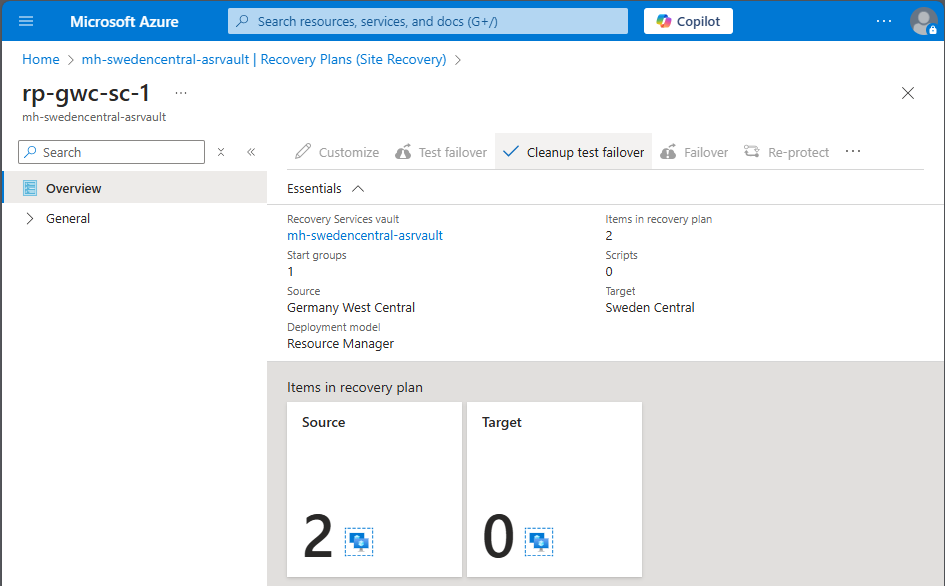 Microsoft Azure
Search resources, services, and docs (G+/)
Copilot
Home > mh-swedencentral-asrvault | Recovery Plans (Site Recovery) >
rp-gwc-sc-1 ...
mh-swedencentral-asrvault
Search
Customize Test failover Cleanup test failover Failover Re-protect ...
Overview
General
Essentials
Recovery Services vault
mh-swedencentral-asrvault
Start groups
1
Source
Germany West Central
Deployment model
Resource Manager
Items in recovery plan
2
Scripts
0
Target
Sweden Central
Items in recovery plan
Source
2
Target
0